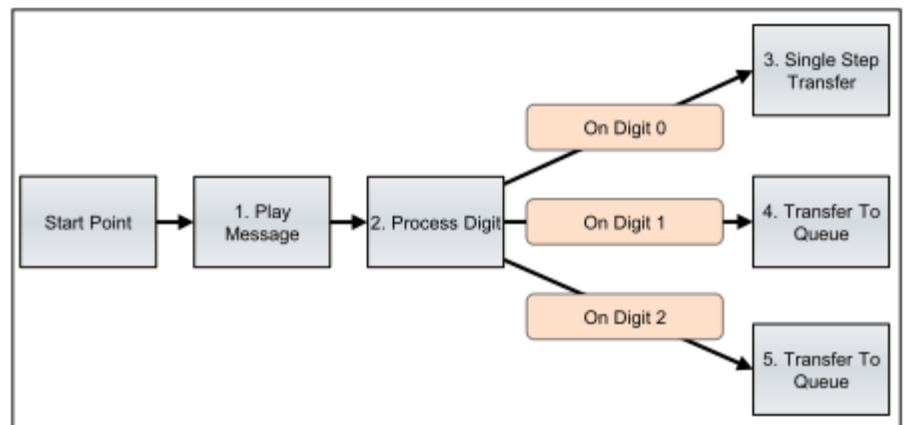 Start Point
1. Play
Message
2. Process Digit
On Digit 0
On Digit 1
On Digit 2
3. Single Step
Transfer
4. Transfer To
Queue
5. Transfer To
Queue